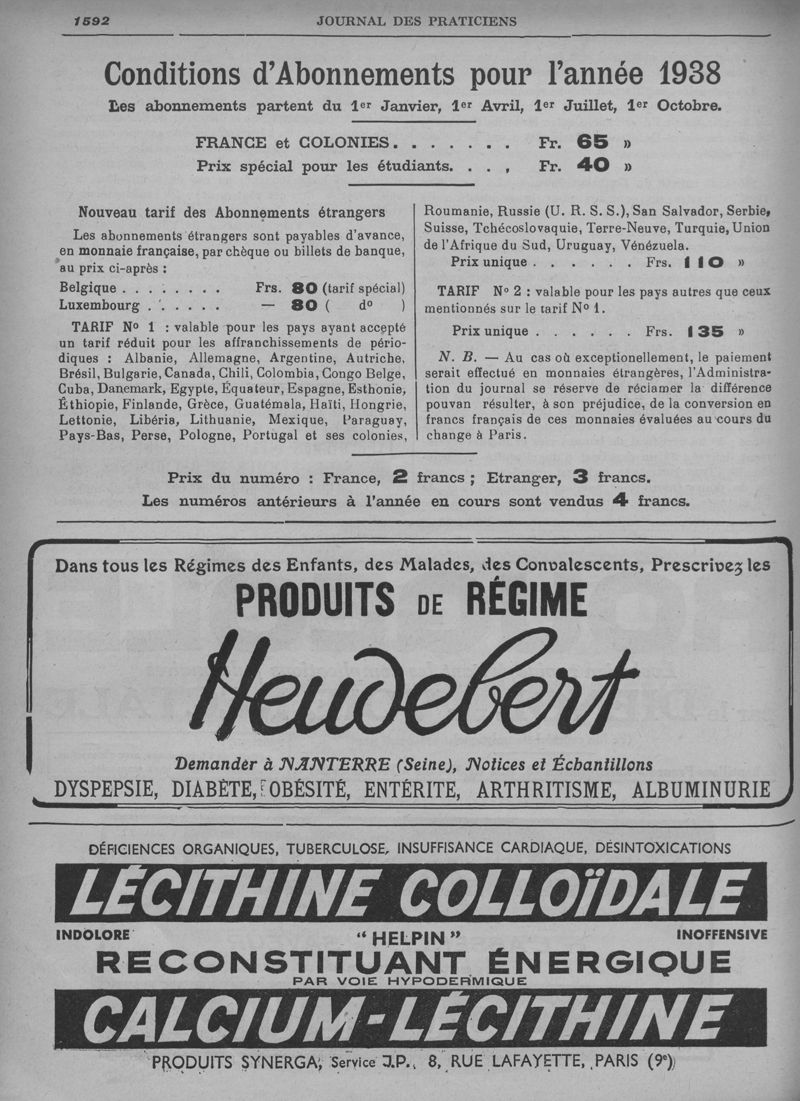 1592
JOURNAL DES PRATICIENS
Conditions d'Abonnements pour l'année 1938
Les abonnements partent du 1er Janvier, 1er Avril, 1er Juillet, 1er Octobre.
FRANCE et COLONIES. . . . . . . Fr. 65 »
Prix spécial pour les étudiants. . . , Fr. 40 »
Nouveau tarif des Abonnements étrangers
Les abonnements étrangers sont payables d'avance,
en monnaie française, par chèque ou billets de banque,
au prix ci-après :
Belgique . . . . . . . . Frs. 80 (tarif spécial)
Luxembourg . . . . . . — 80 ( do )
TARIF No 1 : valable pour les pays ayant accepté
un tarif réduit pour les affranchissements de pério-
diques : Albanie, Allemagne, Argentine, Autriche,
Brésil, Bulgarie, Canada, Chili, Colombia, Congo Belge,
Cuba, Danemark, Egypte, Équateur, Espagne, Esthonie,
Éthiopie, Finlande, Grèce, Guatémala, Haïti, Hongrie,
Lettonie, Libéria, Lithuanie, Mexique, Paraguay,
Pays-Bas, Perse, Pologne, Portugal et ses colonies,
Roumanie, Russie (U. R. S. S.), San Salvador, Serbie,
Suisse, Tchécoslovaquie, Terre-Neuve, Turquie, Union
de l'Afrique du Sud, Uruguay, Vénézuela.
Prix unique . . . . . . Frs. 110 »
TARIF No 2 : valable pour les pays autres que ceux
mentionnés sur le tarif No 1.
Prix unique . . . . . . Frs. 135 »
N. B. — Au cas où exceptionellement, le paiement
serait effectué en monnaies étrangères, l'Administra-
tion du journal se réserve de réclamer la différence
pouvan résulter, à son préjudice, de la conversion en
francs français de ces monnaies évaluées au cours du
change à Paris.
Prix du numéro : France, 2 francs ; Etranger, 3 francs.
Les numéros antérieurs à l'année en cours sont vendus 4 francs.
Dans tous les Régimes des Enfants, des Malades, des Convalescents, Prescrivez les
PRODUITS DE RÉGIME
Heudebert
Demander à NANTERRE (Seine), Notices et Échantillons
DYSPEPSIE, DIABÈTE, OBÉSITÉ, ENTÉRITE, ARTHRITISME, ALBUMINURIE
DÉFICIENCES ORGANIQUES, TUBERCULOSE, INSUFFISANCE CARDIAQUE, DÉSINTOXICATIONS
LÉCITHINE COLLOÏDALE
INDOLORE "HELPIN" INOFFENSIVE
RECONSTITUANT ÉNERGIQUE
PAR VOIE HYPODERMIQUE
CALCIUM-LÉCITHINE
PRODUITS SYNERGA, Service J.P., 8, RUE LAFAYETTE, PARIS (9e)